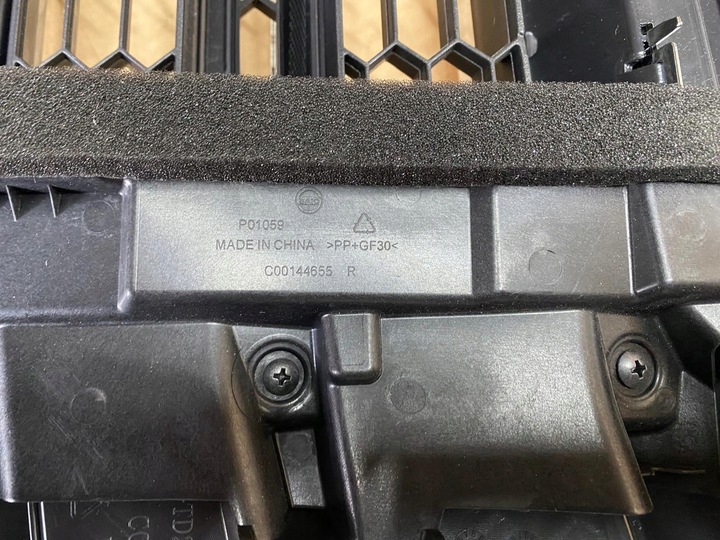 P01059
MADE IN CHINA >PP+GF30<
C00144655 R